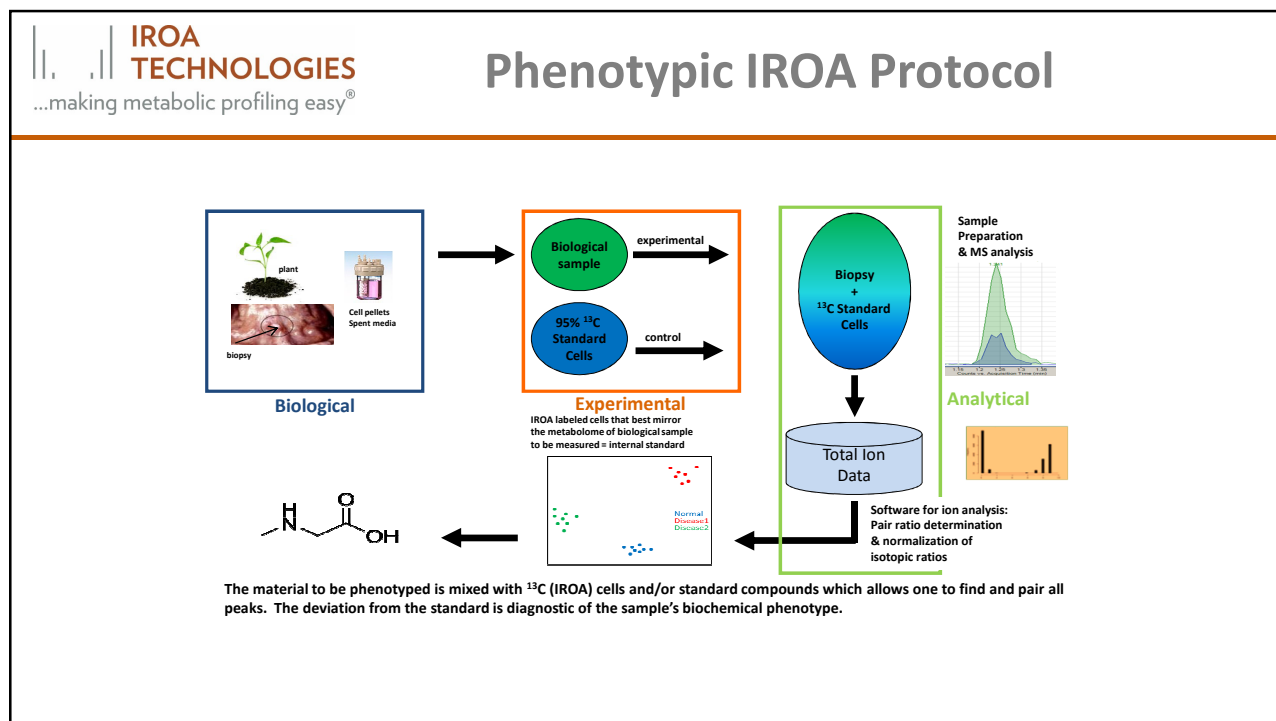 IROA
TECHNOLOGIES
...making metabolic profiling easy®
Phenotypic IROA Protocol
plant
Cell pellets
Spent media
biopsy
Biological
Biological
sample
experimental
95% ¹³C
Standard
Cells
control
Experimental
IROA labeled cells that best mirror
the metabolome of biological sample
to be measured = internal standard
Biopsy
+
¹³C Standard
Cells
Sample
Preparation
& MS analysis
Counts vs. Acquisition Time (min)
Analytical
Total Ion
Data
Software for ion analysis:
Pair ratio determination
& normalization of
isotopic ratios
Normal
Disease1
Disease2
H
N
O
OH
The material to be phenotyped is mixed with ¹³C (IROA) cells and/or standard compounds which allows one to find and pair all
peaks. The deviation from the standard is diagnostic of the sample's biochemical phenotype.